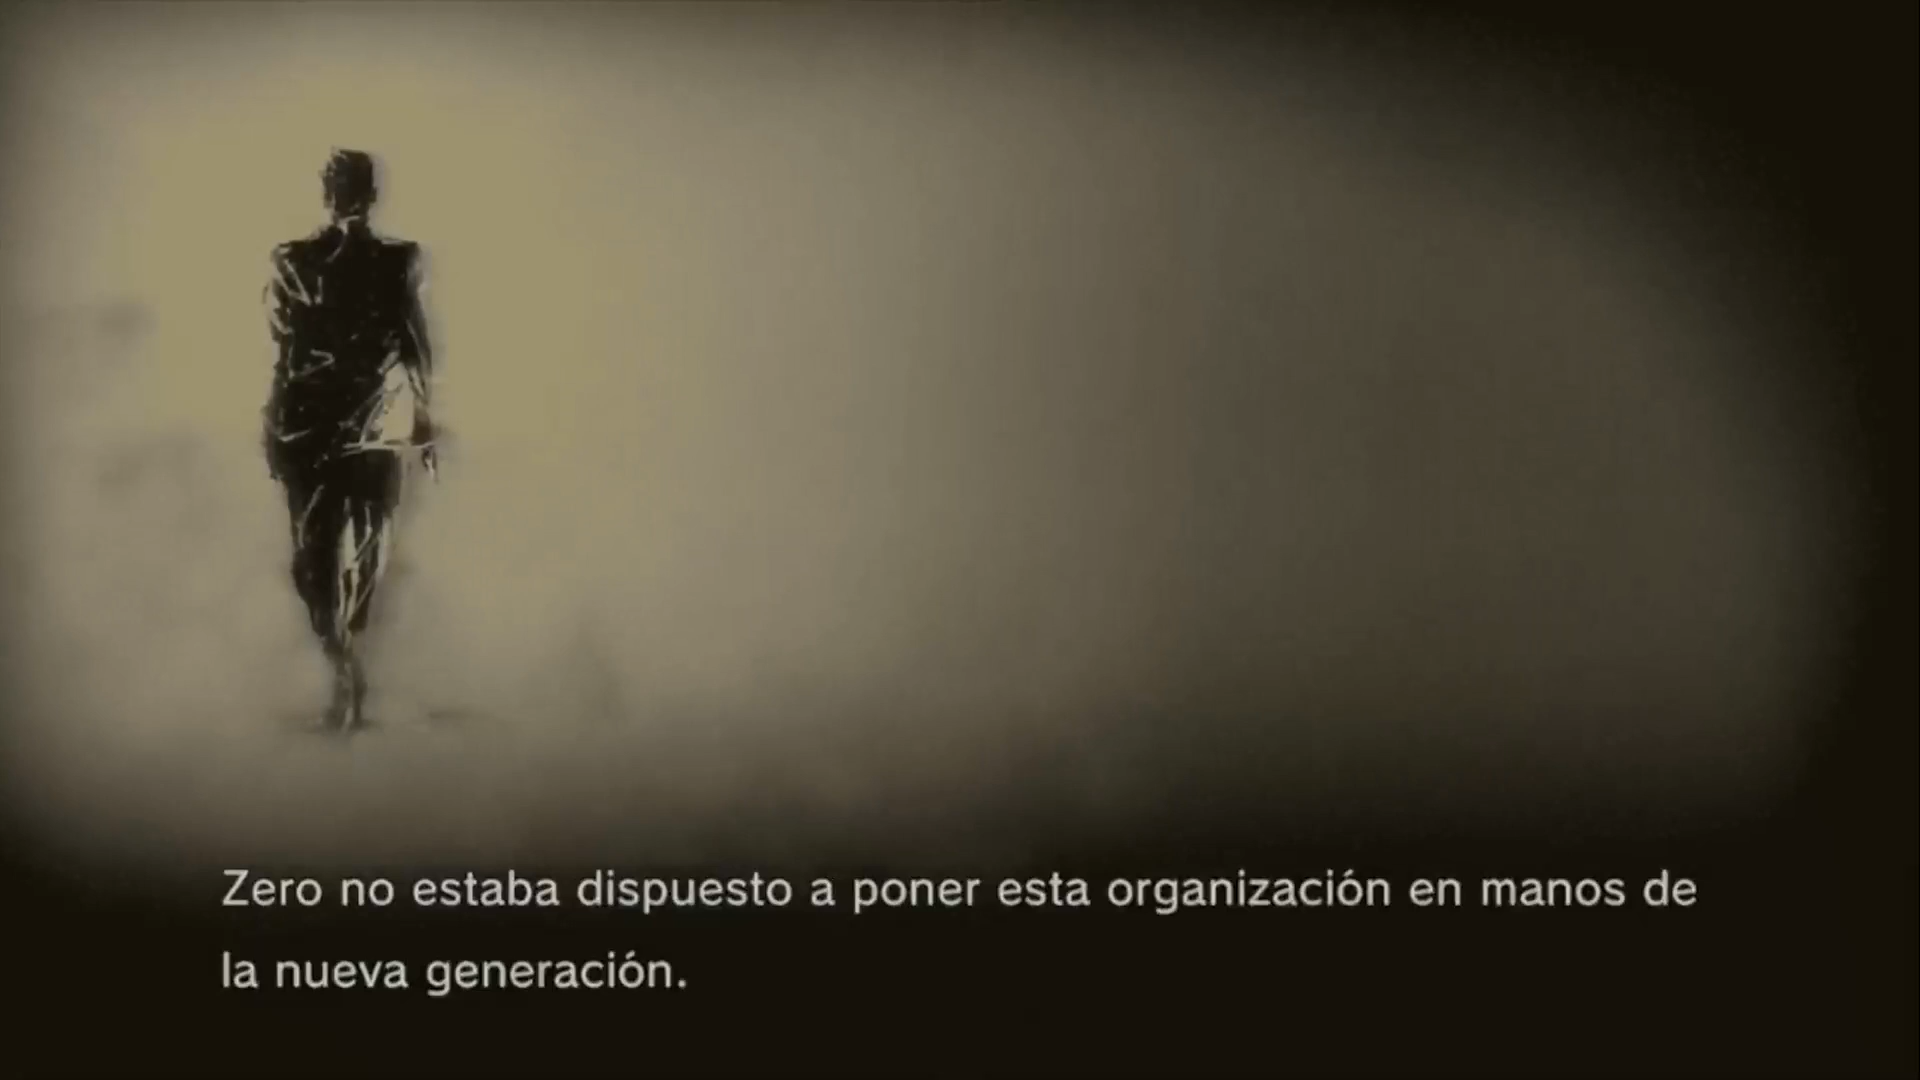 Zero no estaba dispuesto a poner esta organización en manos de
la nueva generación.